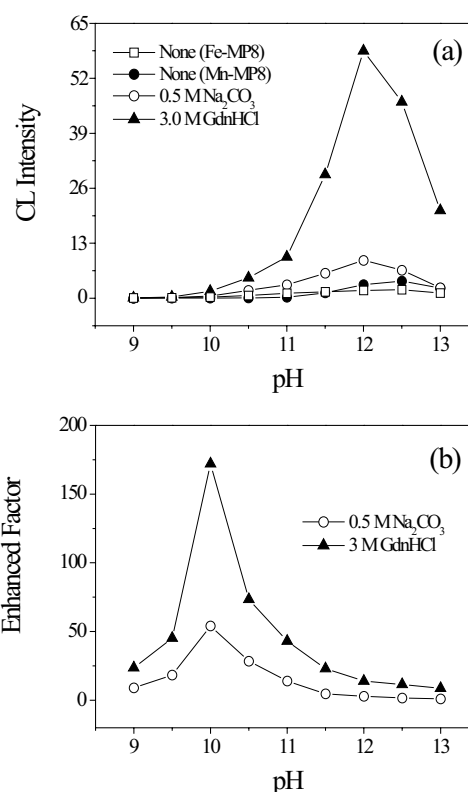 65
(a)
None (Fe-MP8)
None (Mn-MP8)
0.5 M Na₂CO₃
3.0 M GdnHCl
52
39
26
13
0
CL Intensity
9 10 11 12 13
pH
200
(b)
150
0.5 M Na₂CO₃
3 M GdnHCl
100
50
0
Enhanced Factor
9 10 11 12 13
pH